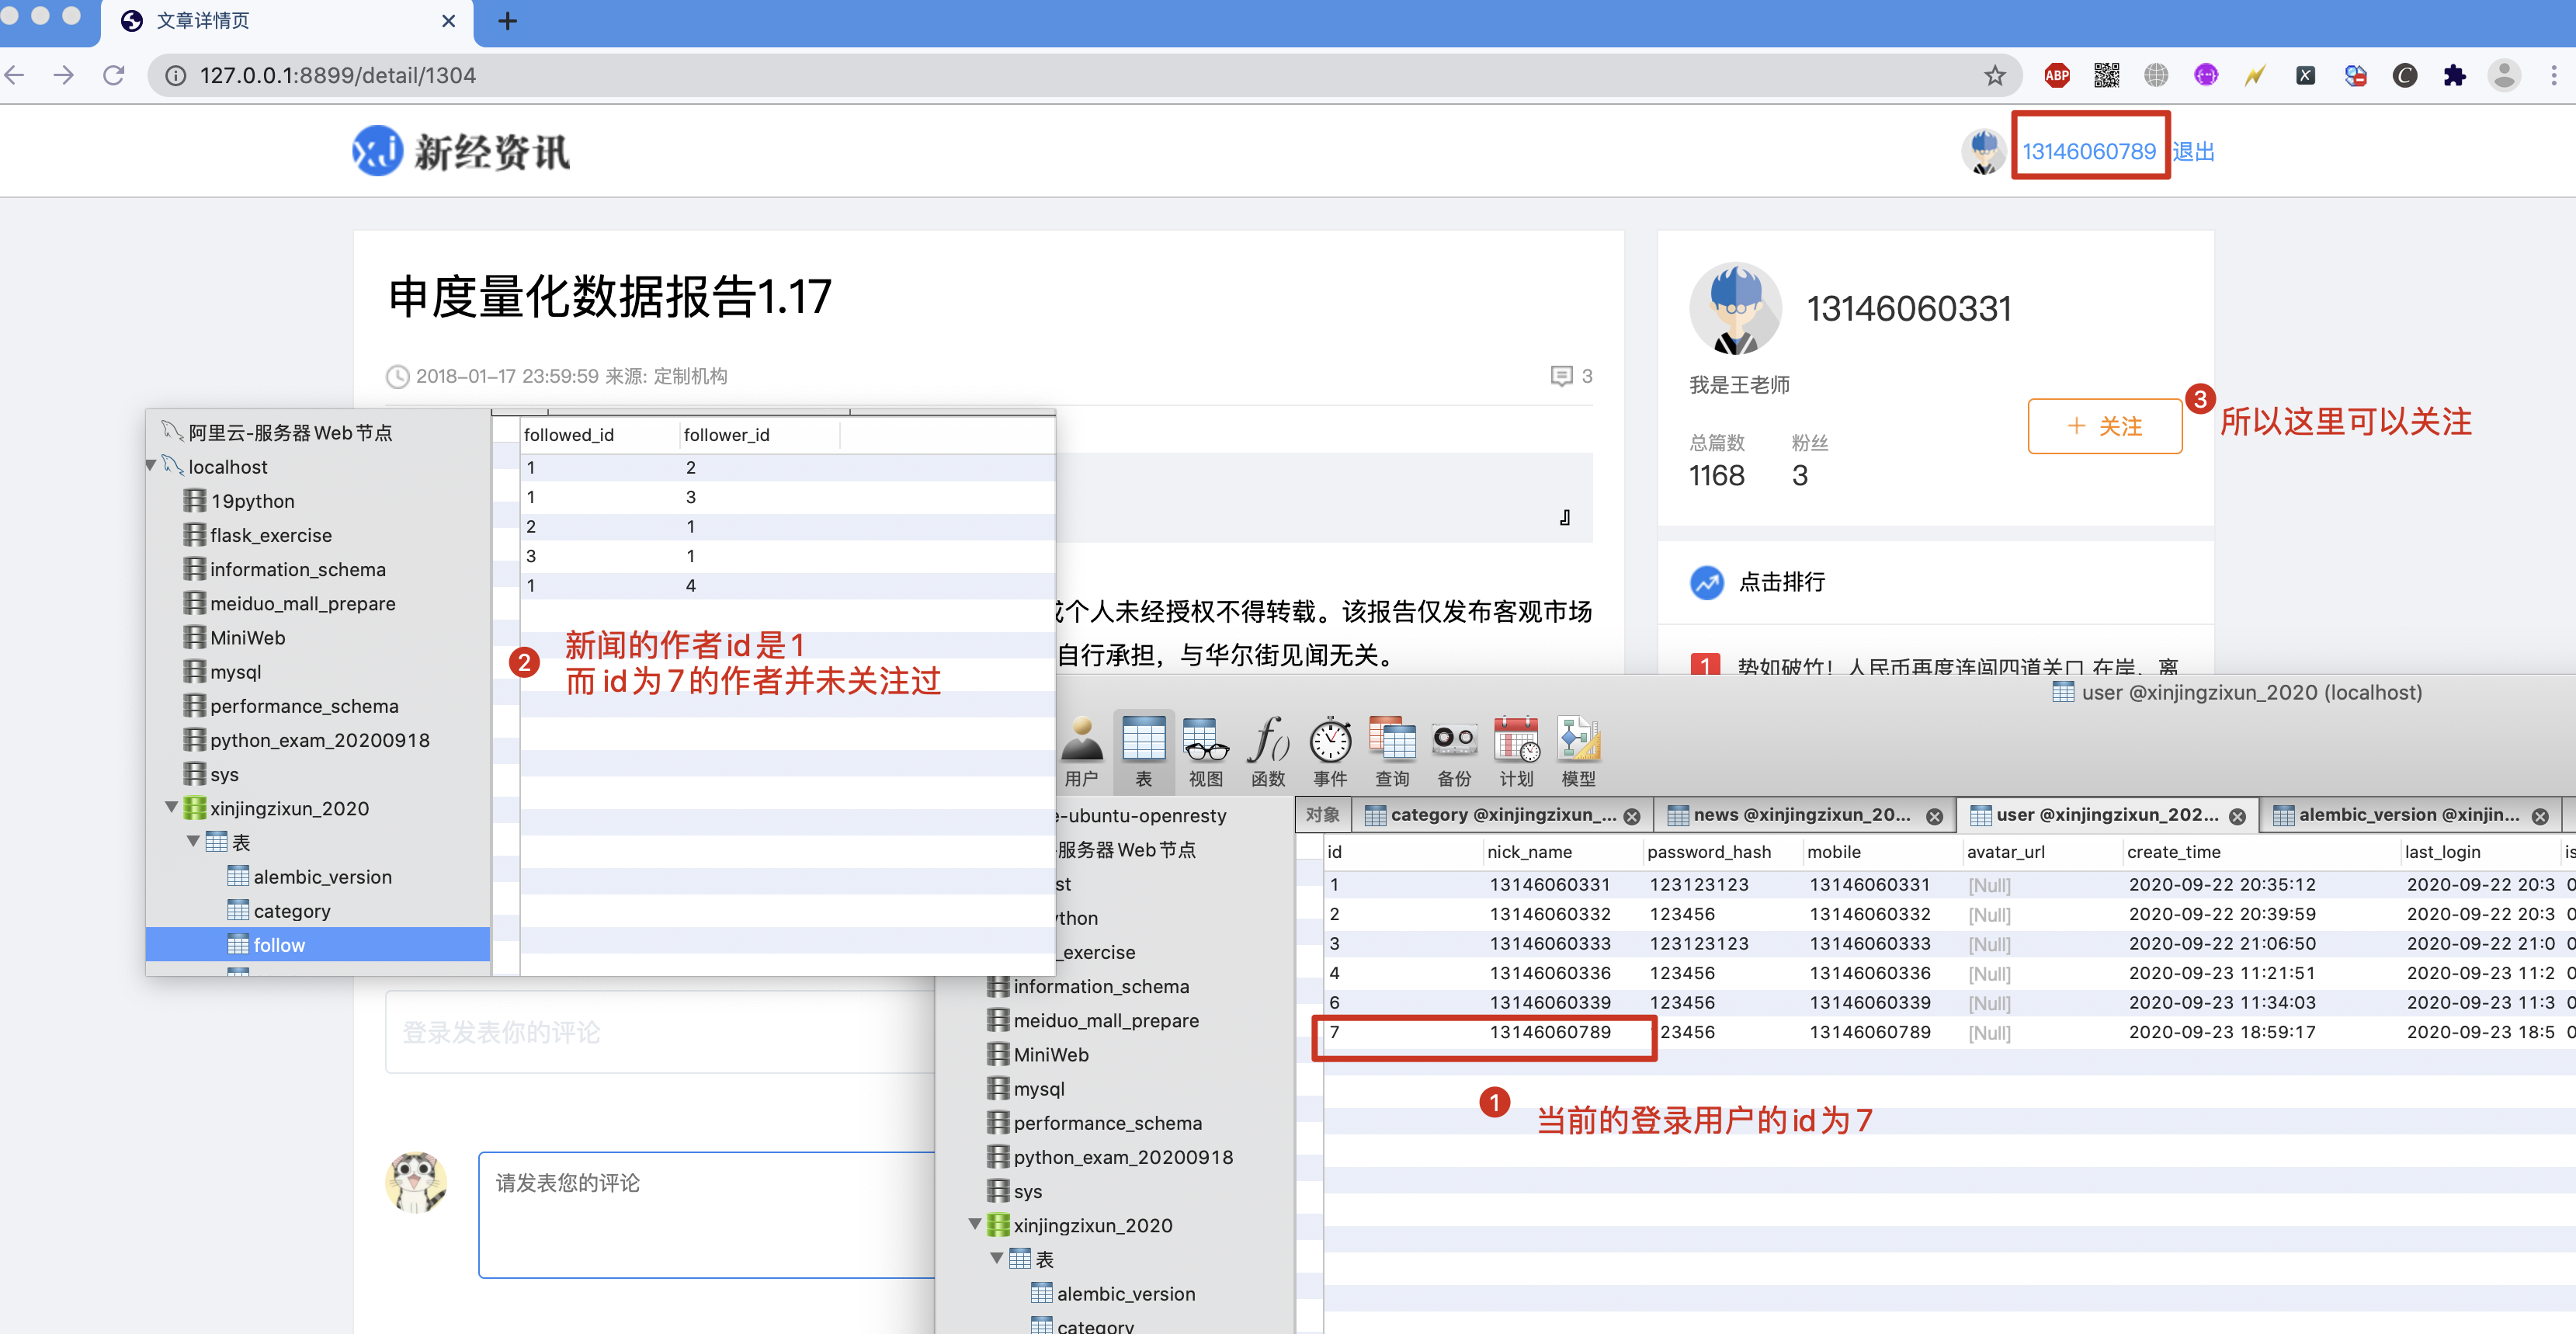 文章详情页
127.0.0.1:8899/detail/1304
ABP
新经资讯
13146060789 退出
申度量化数据报告1.17
2018-01-17 23:59:59 来源: 定制机构
3
』
个人未经授权不得转载。该报告仅发布客观市场
自行承担，与华尔街见闻无关。
13146060331
我是王老师
+ 关注
3 所以这里可以关注
总篇数 粉丝
1168 3
点击排行
1 势如破竹！人民币再度连闯四道关口 在岸、离
阿里云-服务器Web节点
localhost
19python
flask_exercise
information_schema
meiduo_mall_prepare
MiniWeb
mysql
performance_schema
python_exam_20200918
sys
xinjingzixun_2020
表
alembic_version
category
follow
followed_id follower_id
1 2
1 3
2 1
3 1
1 4
2 新闻的作者id是1
而id为7的作者并未关注过
登录发表你的评论
请发表您的评论
user @xinjingzixun_2020 (localhost)
用户 表 视图 函数 事件 查询 备份 计划 模型
e-ubuntu-openresty
服务器Web节点
st
thon
_exercise
information_schema
meiduo_mall_prepare
MiniWeb
mysql
performance_schema
python_exam_20200918
sys
xinjingzixun_2020
表
alembic_version
category
对象 category @xinjingzixun_... news @xinjingzixun_20... user @xinjingzixun_202... alembic_version @xinjin...
id nick_name password_hash mobile avatar_url create_time last_login is
1 13146060331 123123123 13146060331 [Null] 2020-09-22 20:35:12 2020-09-22 20:3 0
2 13146060332 123456 13146060332 [Null] 2020-09-22 20:39:59 2020-09-22 20:3 0
3 13146060333 123123123 13146060333 [Null] 2020-09-22 21:06:50 2020-09-22 21:0 0
4 13146060336 123456 13146060336 [Null] 2020-09-23 11:21:51 2020-09-23 11:2 0
6 13146060339 123456 13146060339 [Null] 2020-09-23 11:34:03 2020-09-23 11:3 0
7 13146060789 123456 13146060789 [Null] 2020-09-23 18:59:17 2020-09-23 18:5 0
1 当前的登录用户的id为7